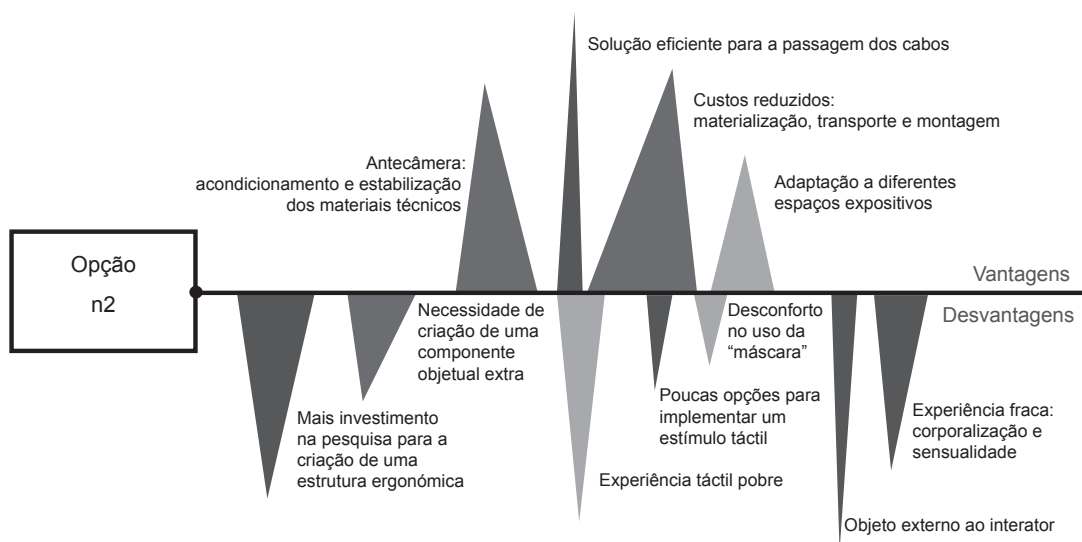 Solução eficiente para a passagem dos cabos
Custos reduzidos:
materialização, transporte e montagem
Antecâmera:
acondicionamento e estabilização
dos materiais técnicos
Adaptação a diferentes
espaços expositivos
Opção
n2
Vantagens
Desvantagens
Necessidade de
criação de uma
componente
objetual extra
Desconforto
no uso da
“máscara”
Mais investimento
na pesquisa para a
criação de uma
estrutura ergonómica
Poucas opções para
implementar um
estímulo táctil
Experiência fraca:
corporalização e
sensualidade
Experiência táctil pobre
Objeto externo ao interator